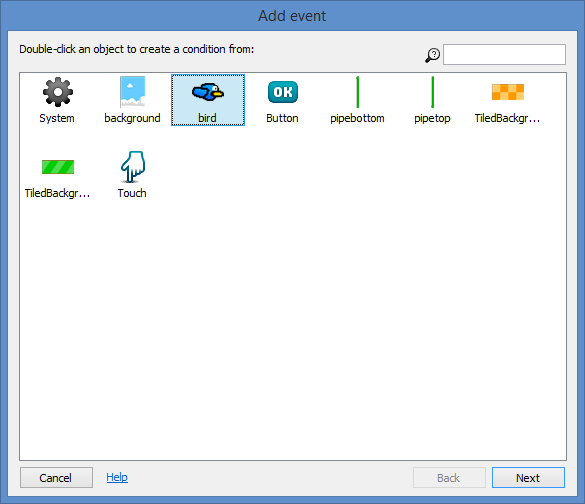 Add event
Double-click an object to create a condition from:
System background bird Button pipebottom pipetop TiledBackgr...
OK
TiledBackgr... Touch
Cancel Help Back Next